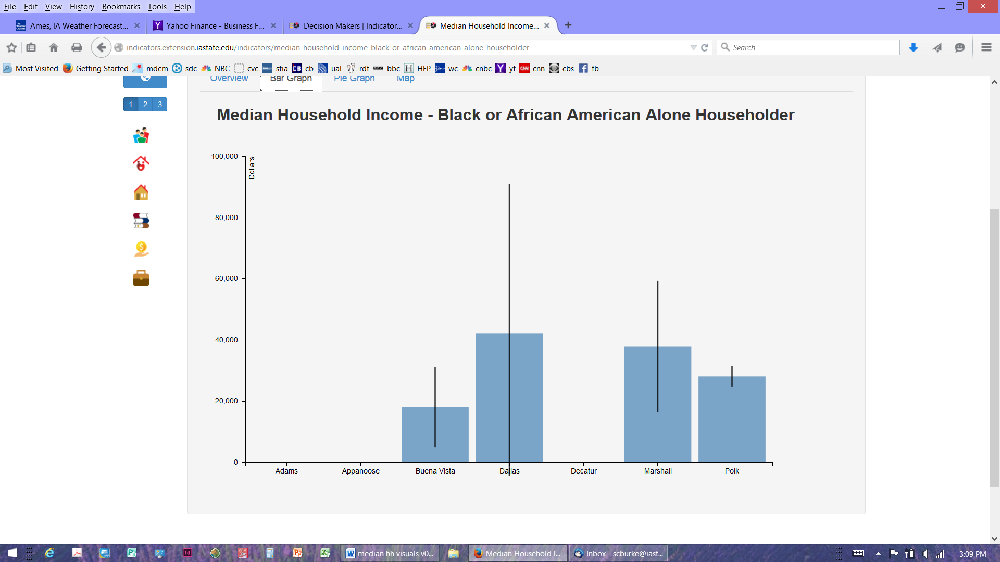 File Edit View History Bookmarks Tools Help
Ames, IA Weather Forecast... Yahoo Finance - Business F... Decision Makers | Indicator... Median Household Income...
indicators.extension.iastate.edu/indicators/median-household-income-black-or-african-american-alone-householder Search
Most Visited Getting Started mdcm sdc NBC cvc stia cb ual rdt bbc HFP wc cnbc yf cnn cbs fb
Overview Bar Graph Pie Graph Map
1 2 3
Median Household Income - Black or African American Alone Householder
Dollars
100,000
80,000
60,000
40,000
20,000
0
Adams Appanoose Buena Vista Dallas Decatur Marshall Polk
median hh visuals v0... Median Household I... Inbox - scburke@iast... 3:09 PM